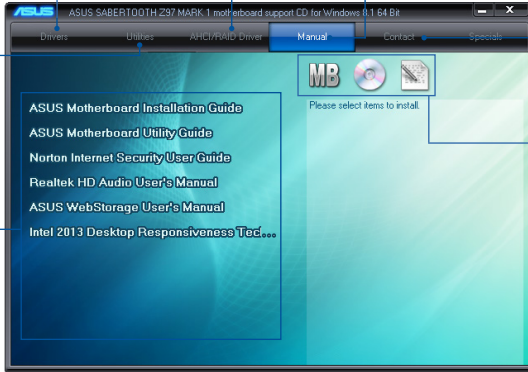 ASUS ASUS SABERTOOTH Z97 MARK 1 motherboard support CD for Windows 8.1 64 Bit
Drivers Utilities AHCI/RAID Driver Manual Contact Specials
MB
Please select items to install.
ASUS Motherboard Installation Guide
ASUS Motherboard Utility Guide
Norton Internet Security User Guide
Realtek HD Audio User's Manual
ASUS WebStorage User's Manual
Intel 2013 Desktop Responsiveness Tecl...